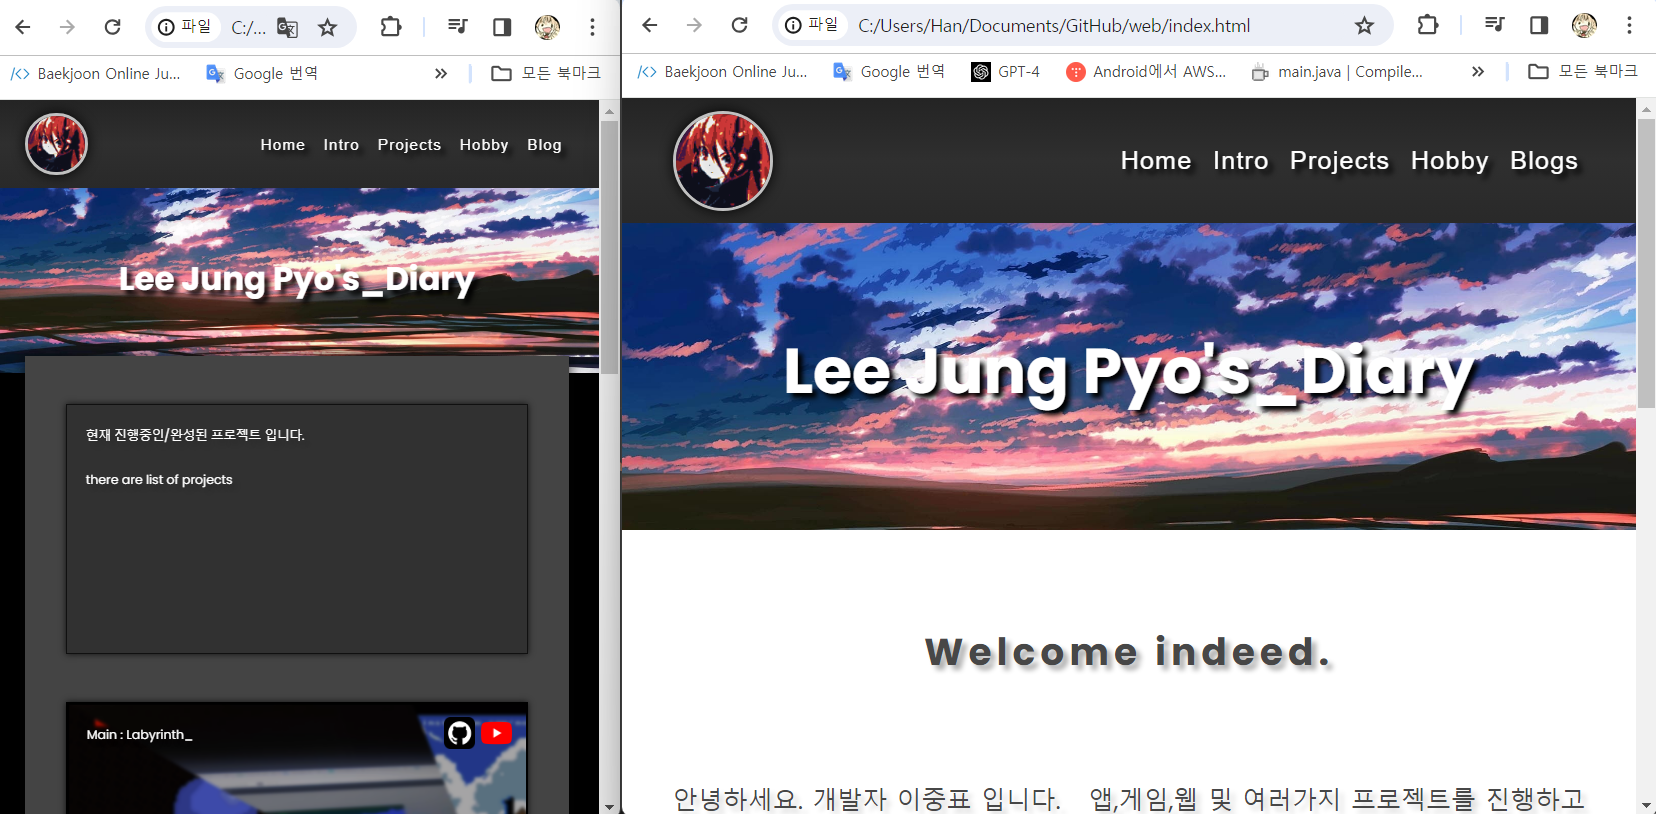 파일
C:/...
Baekjoon Online Ju...
Google 번역
모든 북마크
Home Intro Projects Hobby Blog
Lee Jung Pyo's_Diary
현재 진행중인/완성된 프로젝트 입니다.
there are list of projects
Main : Labyrinth_
파일
C:/Users/Han/Documents/GitHub/web/index.html
Baekjoon Online Ju...
Google 번역
GPT-4
Android에서 AWS...
main.java | Compile...
모든 북마크
Home Intro Projects Hobby Blogs
Lee Jung Pyo's_Diary
Welcome indeed.
안녕하세요. 개발자 이중표 입니다. 앱,게임,웹 및 여러가지 프로젝트를 진행하고